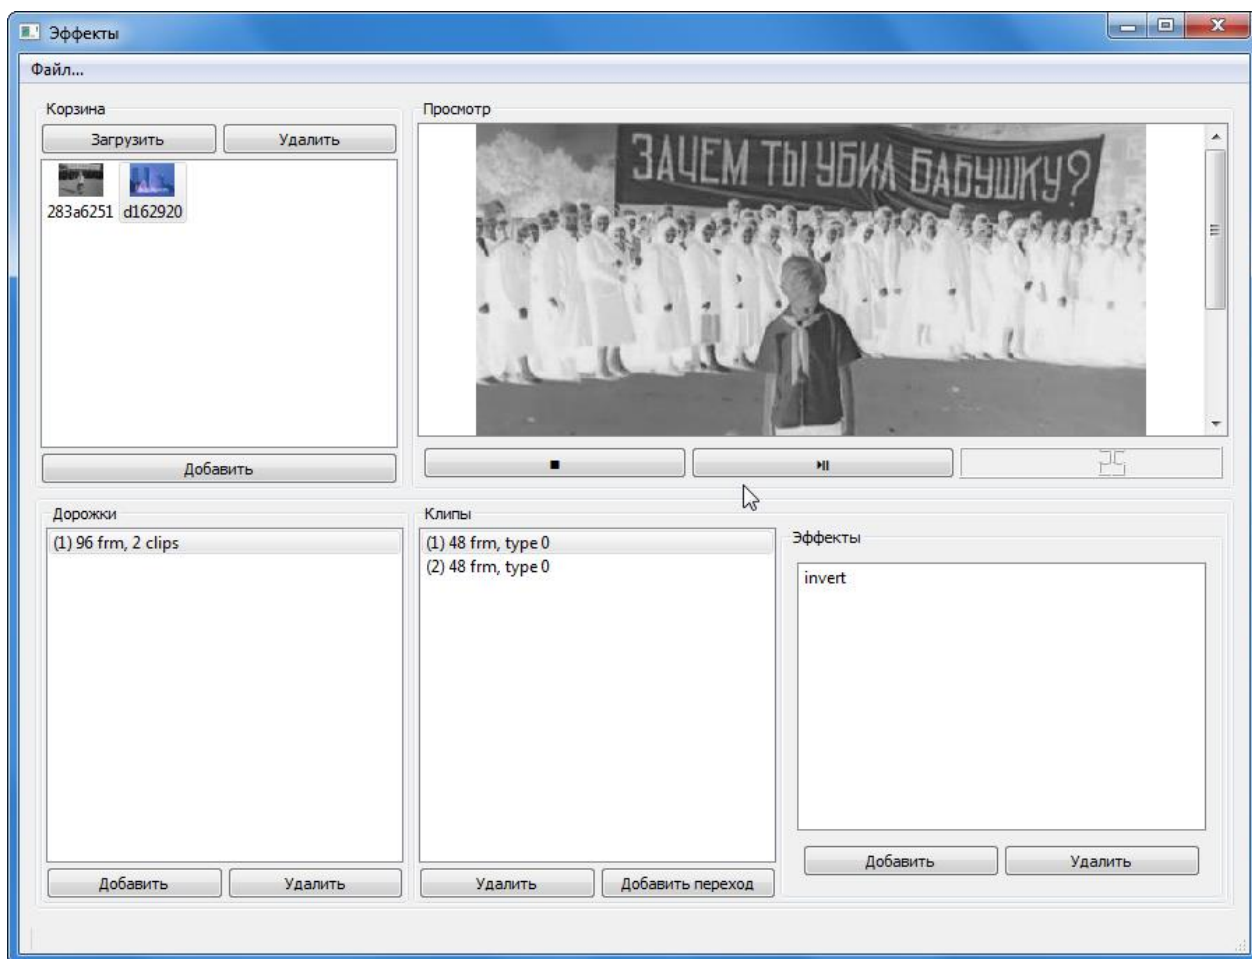 Эффекты
Файл...
Корзина
Загрузить
Удалить
283a6251
d162920
Добавить
Просмотр
ЗАЧЕМ ТЫ УБИЛ БАБУШКУ?
Дорожки
(1) 96 frm, 2 clips
Добавить
Удалить
Клипы
(1) 48 frm, type 0
(2) 48 frm, type 0
Удалить
Добавить переход
Эффекты
invert
Добавить
Удалить